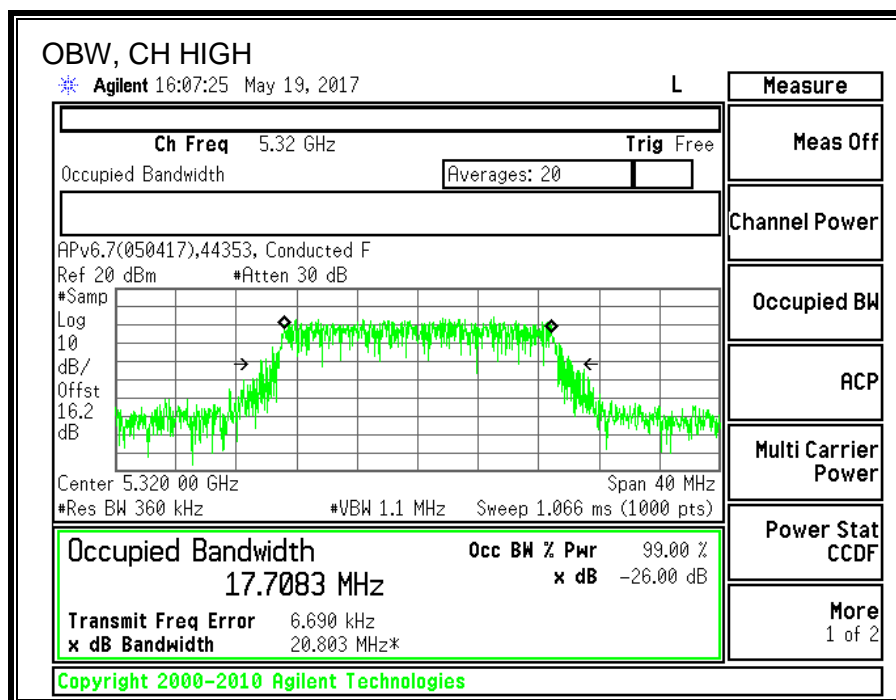 OBW, CH HIGH
Agilent 16:07:25 May 19, 2017 L
Measure
Ch Freq 5.32 GHz Trig Free
Meas Off
Occupied Bandwidth Averages: 20
Channel Power
APv6.7(050417),44353, Conducted F
Ref 20 dBm #Atten 30 dB
#Samp
Log
10
dB/
Offst
16.2
dB
Occupied BW
ACP
Multi Carrier
Power
Center 5.320 00 GHz Span 40 MHz
#Res BW 360 kHz #VBW 1.1 MHz Sweep 1.066 ms (1000 pts)
Occupied Bandwidth Occ BW % Pwr 99.00 %
17.7083 MHz x dB -26.00 dB
Power Stat
CCDF
Transmit Freq Error 6.690 kHz
x dB Bandwidth 20.803 MHz*
More
1 of 2
Copyright 2000-2010 Agilent Technologies